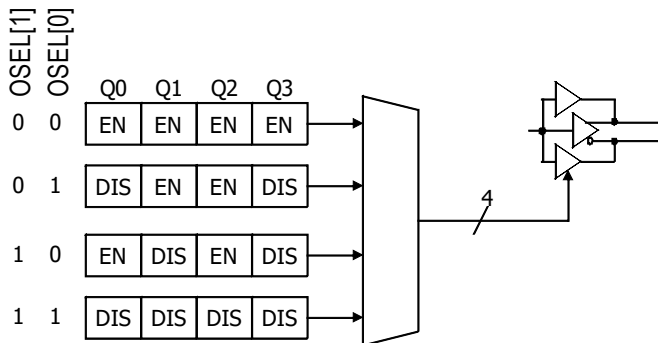 OSEL[1] OSEL[0]
Q0 Q1 Q2 Q3
0 0 EN EN EN EN
0 1 DIS EN EN DIS
4
1 0 EN DIS EN DIS
1 1 DIS DIS DIS DIS